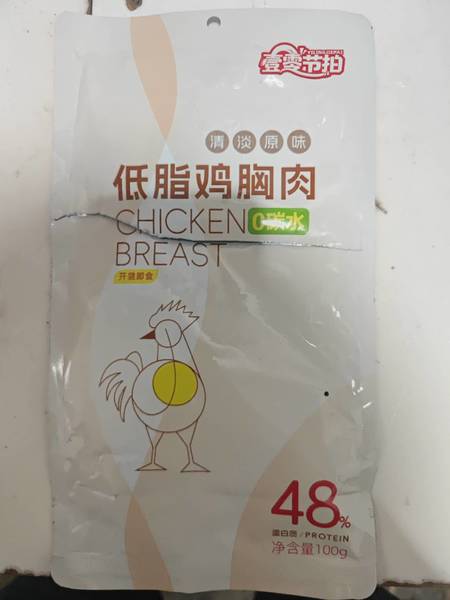 YILINGJIEPAI
壹零节拍
清淡原味
低脂鸡胸肉
CHICKEN 0碳水
BREAST
开袋即食
48%
蛋白质/PROTEIN
净含量100g